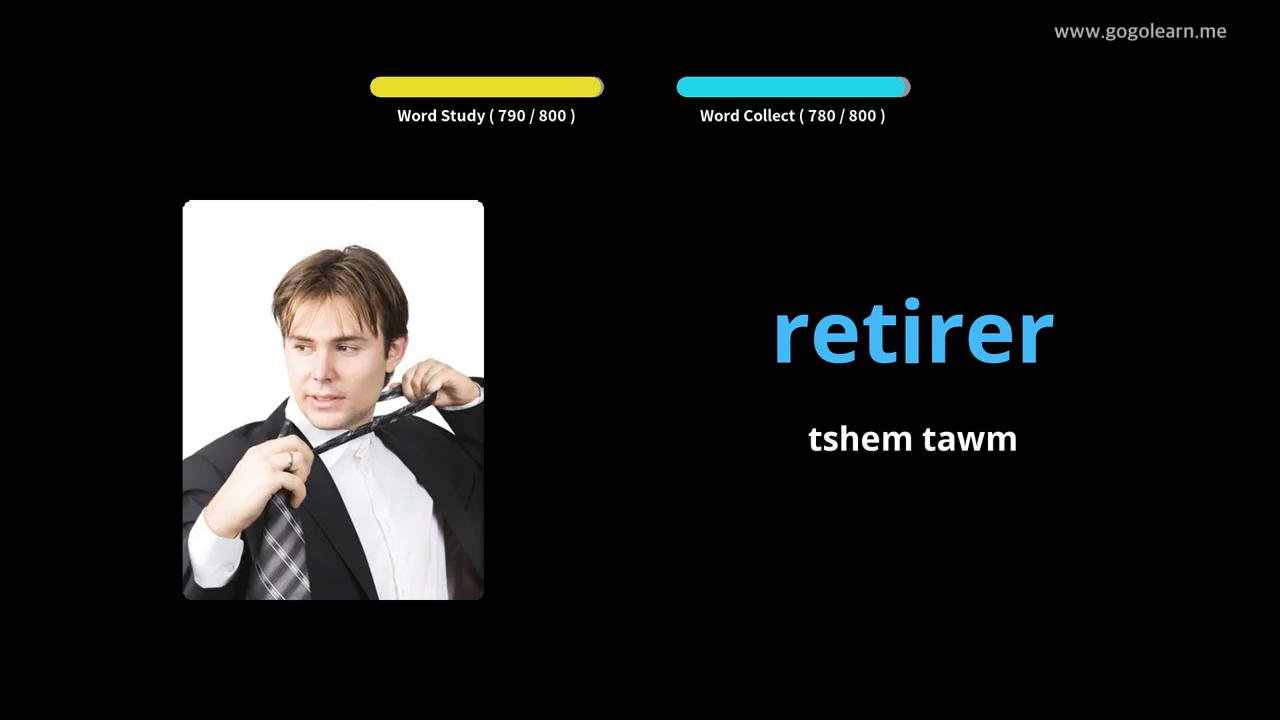 www.gogolearn.me
Word Study ( 790 / 800 )
Word Collect ( 780 / 800 )
retirer
tshem tawm